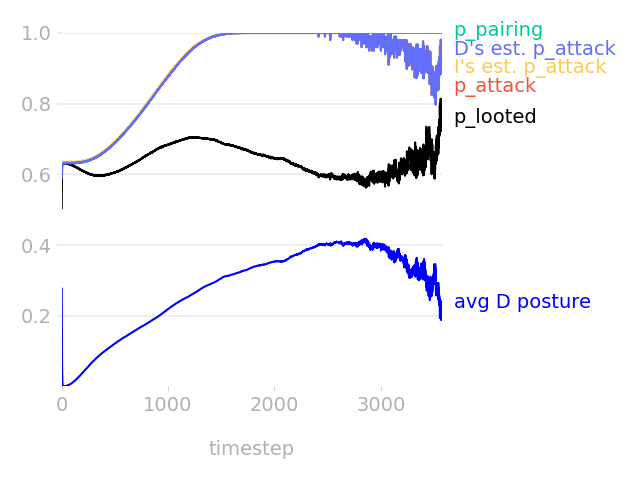 1.0
0.8
0.6
0.4
0.2
p_pairing
D's est. p_attack
I's est. p_attack
p_attack
p_looted
avg D posture
0
1000
2000
3000
timestep